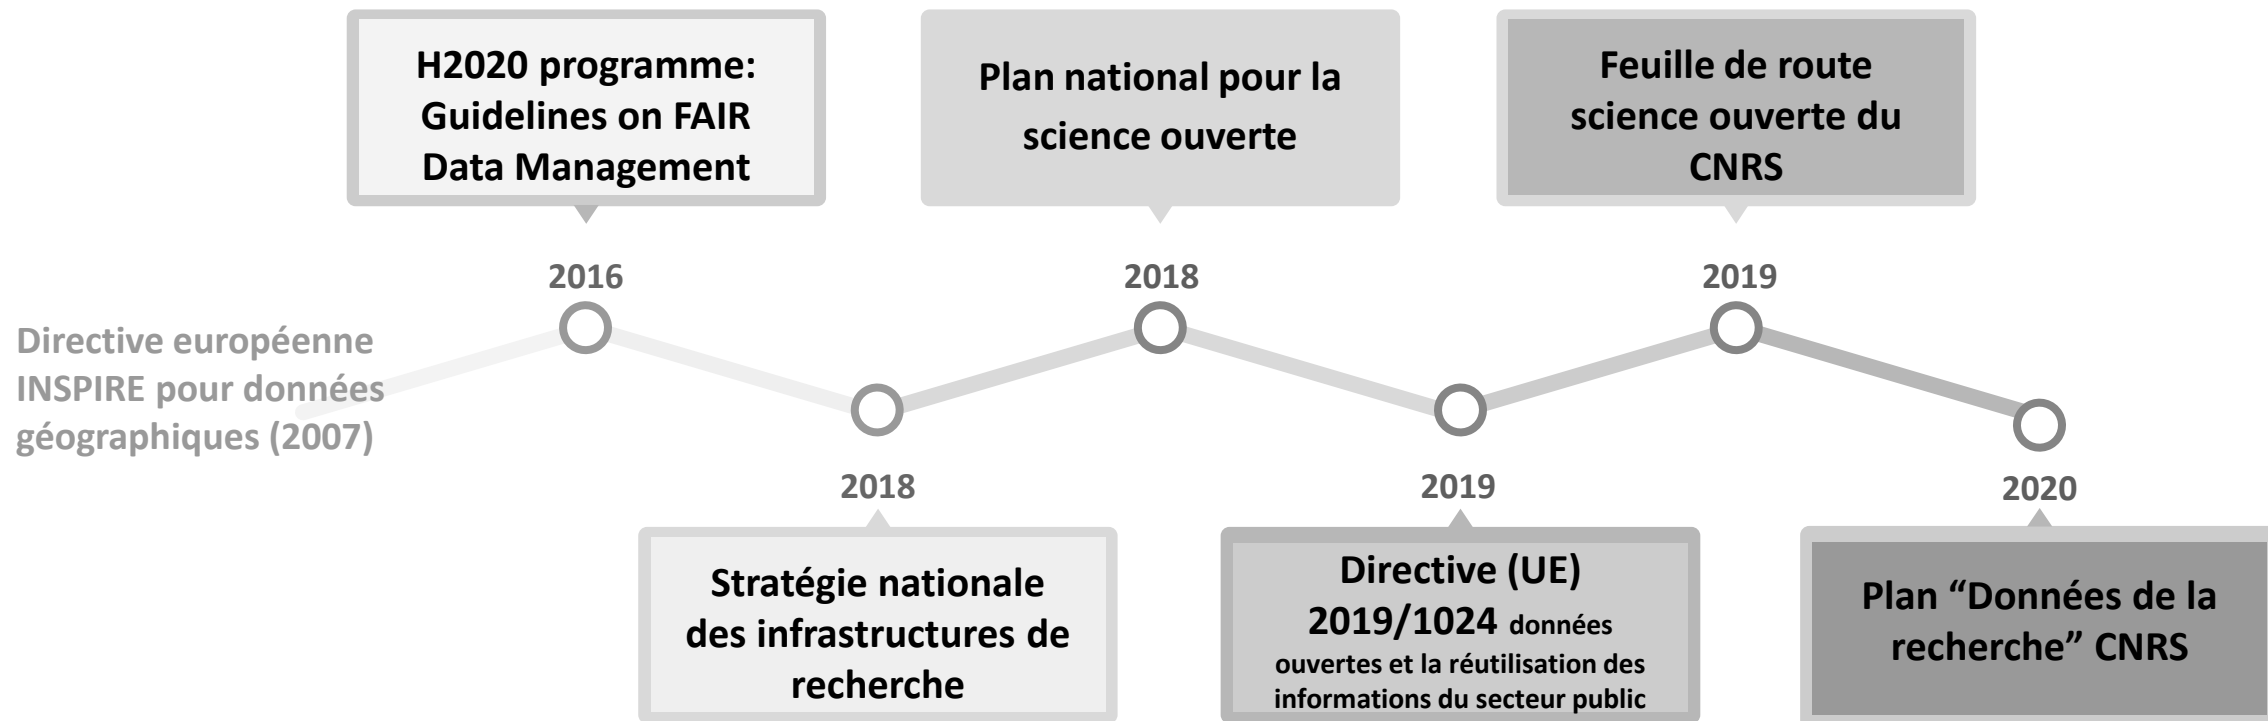 H2020 programme:
Guidelines on FAIR
Data Management
Plan national pour la
science ouverte
Feuille de route
science ouverte du
CNRS
2016
2018
2019
Directive européenne
INSPIRE pour données
géographiques (2007)
2018
2019
2020
Stratégie nationale
des infrastructures de
recherche
Directive (UE)
2019/1024 données
ouvertes et la réutilisation des
informations du secteur public
Plan “Données de la
recherche” CNRS